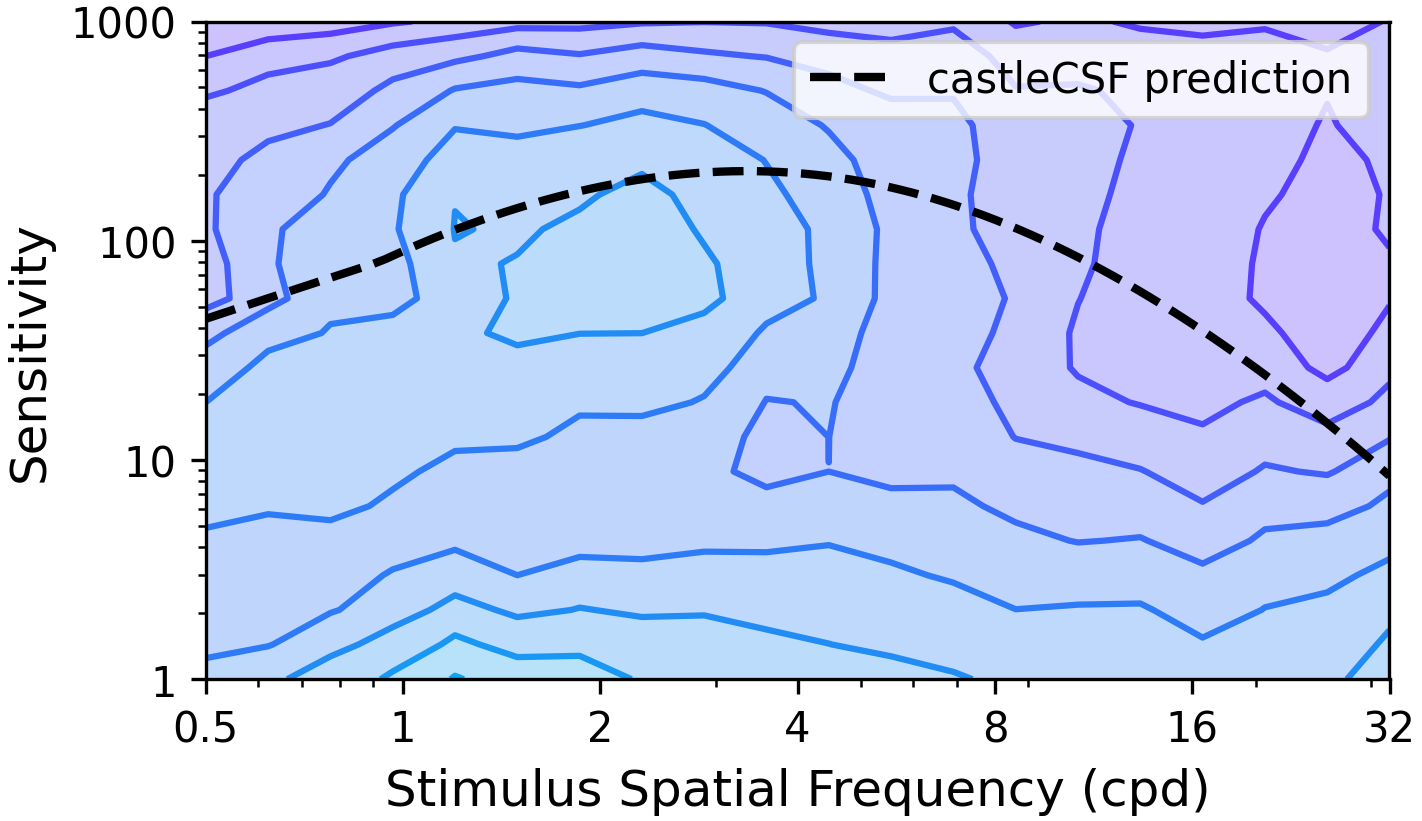 1000
100
10
1
Sensitivity
castleCSF prediction
0.5 1 2 4 8 16 32
Stimulus Spatial Frequency (cpd)